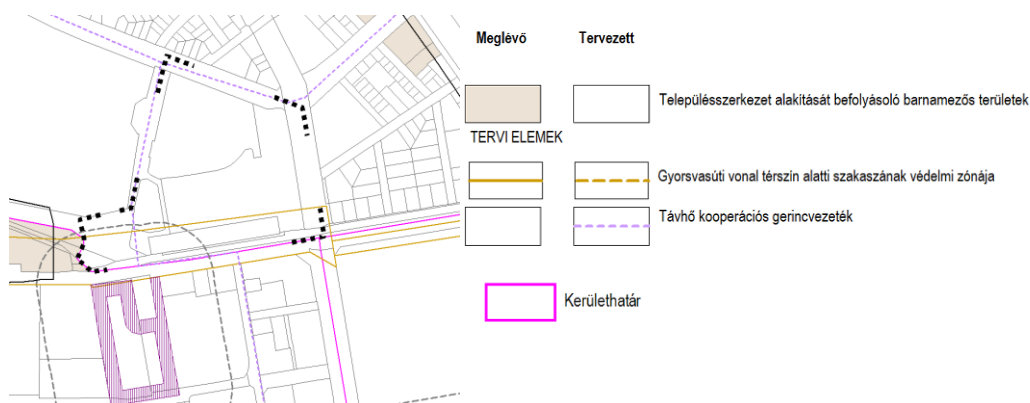 Meglévő Tervezett
Településszerkezet alakítását befolyásoló barnamezős területek
TERVI ELEMEK
Gyorsvasúti vonal térszín alatti szakaszának védelmi zónája
Távhő kooperációs gerincvezeték
Kerülethatár